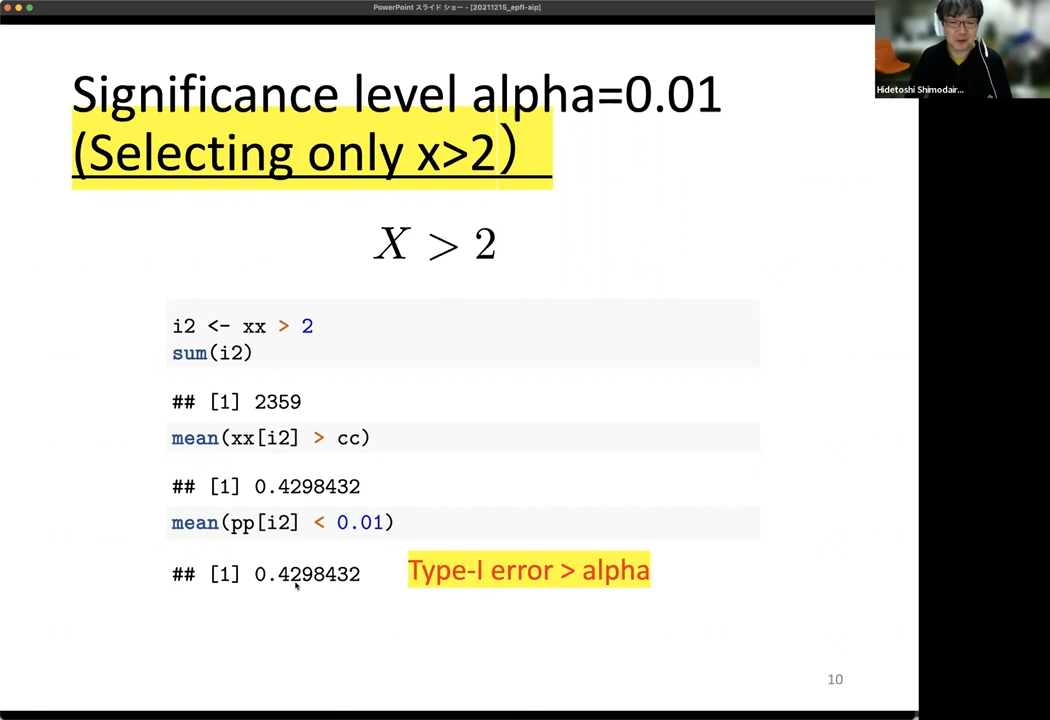 PowerPoint スライド ショー - [20211215_epfl-aip]
Hidetoshi Shimodair...
Significance level alpha=0.01
(Selecting only x>2）
X > 2
i2 <- xx > 2
sum(i2)
## [1] 2359
mean(xx[i2] > cc)
## [1] 0.4298432
mean(pp[i2] < 0.01)
## [1] 0.4298432
Type-I error > alpha
10